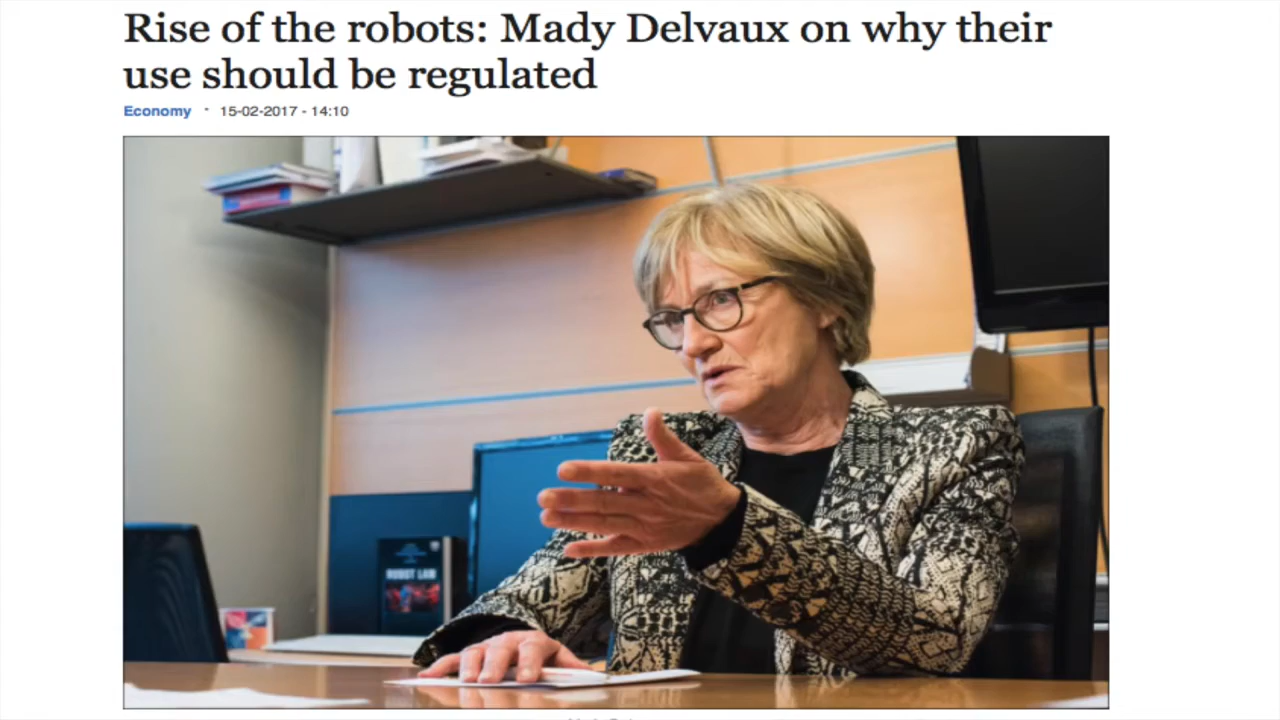 Rise of the robots: Mady Delvaux on why their
use should be regulated
Economy - 15-02-2017 - 14:10
ROBOT LAW